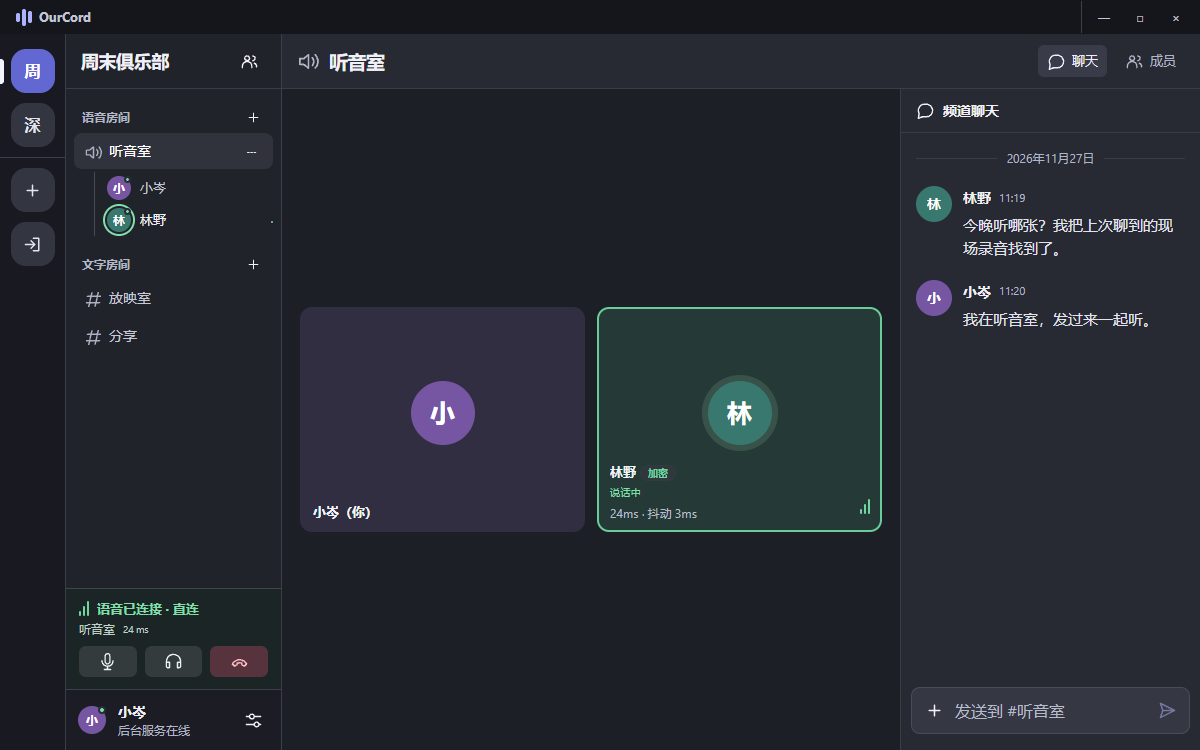 OurCord
周
深
周末俱乐部
语音房间
听音室
小 小岑
林 林野
文字房间
# 放映室
# 分享
语音已连接 · 直连
听音室 24 ms
小 小岑
后台服务在线
听音室
聊天
成员
小
小岑（你）
林
林野 加密
说话中
24ms · 抖动 3ms
频道聊天
2026年11月27日
林 林野 11:19
今晚听哪张？我把上次聊到的现
场录音找到了。
小 小岑 11:20
我在听音室，发过来一起听。
发送到 #听音室